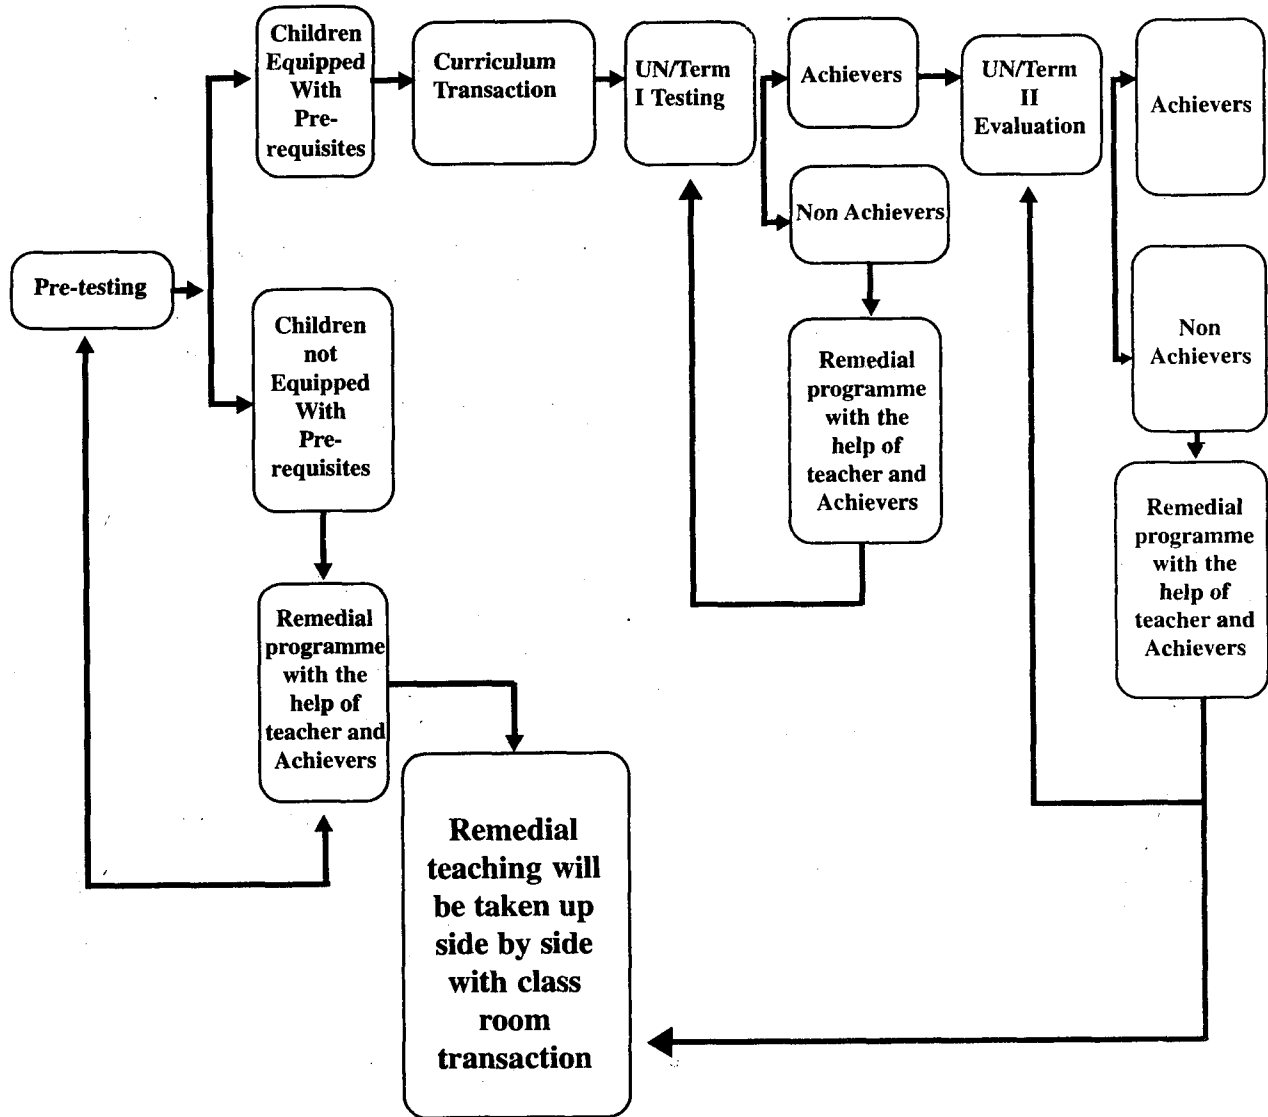 Pre-testing
Children
Equipped
With
Pre-
requisites
Curriculum
Transaction
UN/Term
I Testing
Achievers
UN/Term
II
Evaluation
Achievers
Non Achievers
Remedial
programme
with the
help of
teacher and
Achievers
Non
Achievers
Remedial
programme
with the
help of
teacher and
Achievers
Children
not
Equipped
With
Pre-
requisites
Remedial
programme
with the
help of
teacher and
Achievers
Remedial
teaching will
be taken up
side by side
with class
room
transaction